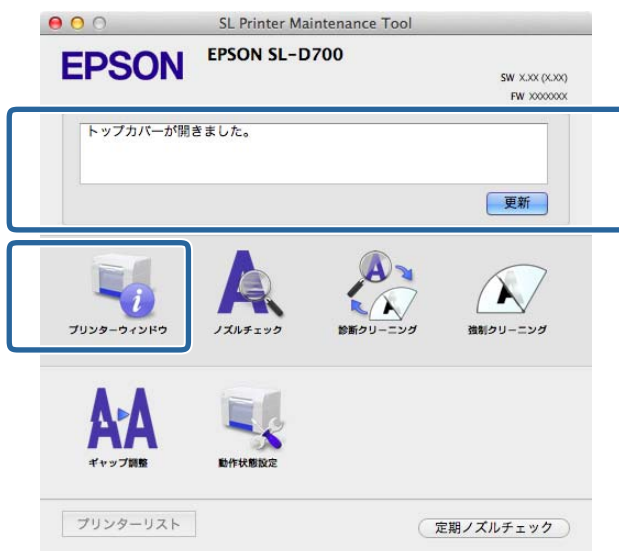 SL Printer Maintenance Tool
EPSON
EPSON SL-D700
SW X.XX (X.XX)
FW XXXXXXX
トップカバーが開きました。
更新
プリンターウィンドウ
ノズルチェック
診断クリーニング
強制クリーニング
ギャップ調整
動作状態設定
プリンターリスト
定期ノズルチェック